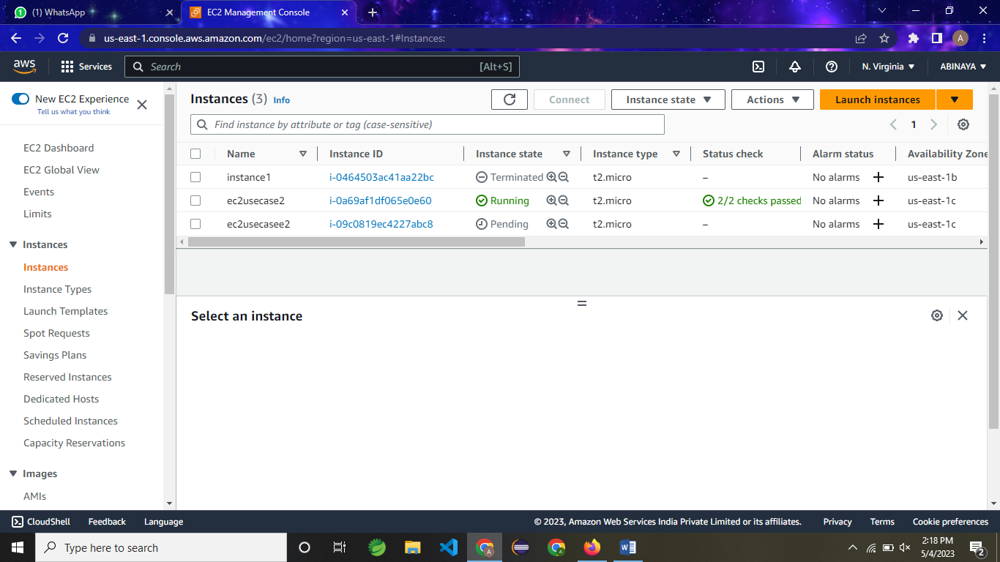 (1) WhatsApp
EC2 Management Console
us-east-1.console.aws.amazon.com/ec2/home?region=us-east-1#Instances:
A
aws
Services
Search
[Alt+S]
N. Virginia
ABINAYA
New EC2 Experience
Tell us what you think
EC2 Dashboard
EC2 Global View
Events
Limits
Instances
Instances
Instance Types
Launch Templates
Spot Requests
Savings Plans
Reserved Instances
Dedicated Hosts
Scheduled Instances
Capacity Reservations
Images
AMIs
Instances (3) Info
Connect
Instance state
Actions
Launch instances
Find instance by attribute or tag (case-sensitive)
1
Name Instance ID Instance state Instance type Status check Alarm status Availability Zone
instance1 i-0464503ac41aa22bc Terminated t2.micro – No alarms + us-east-1b
ec2usecase2 i-0a69af1df065e0e60 Running t2.micro 2/2 checks passed No alarms + us-east-1c
ec2usecasee2 i-09c0819ec4227abc8 Pending t2.micro – No alarms + us-east-1c
Select an instance
CloudShell Feedback Language © 2023, Amazon Web Services India Private Limited or its affiliates. Privacy Terms Cookie preferences
Type here to search
2:18 PM
5/4/2023
2